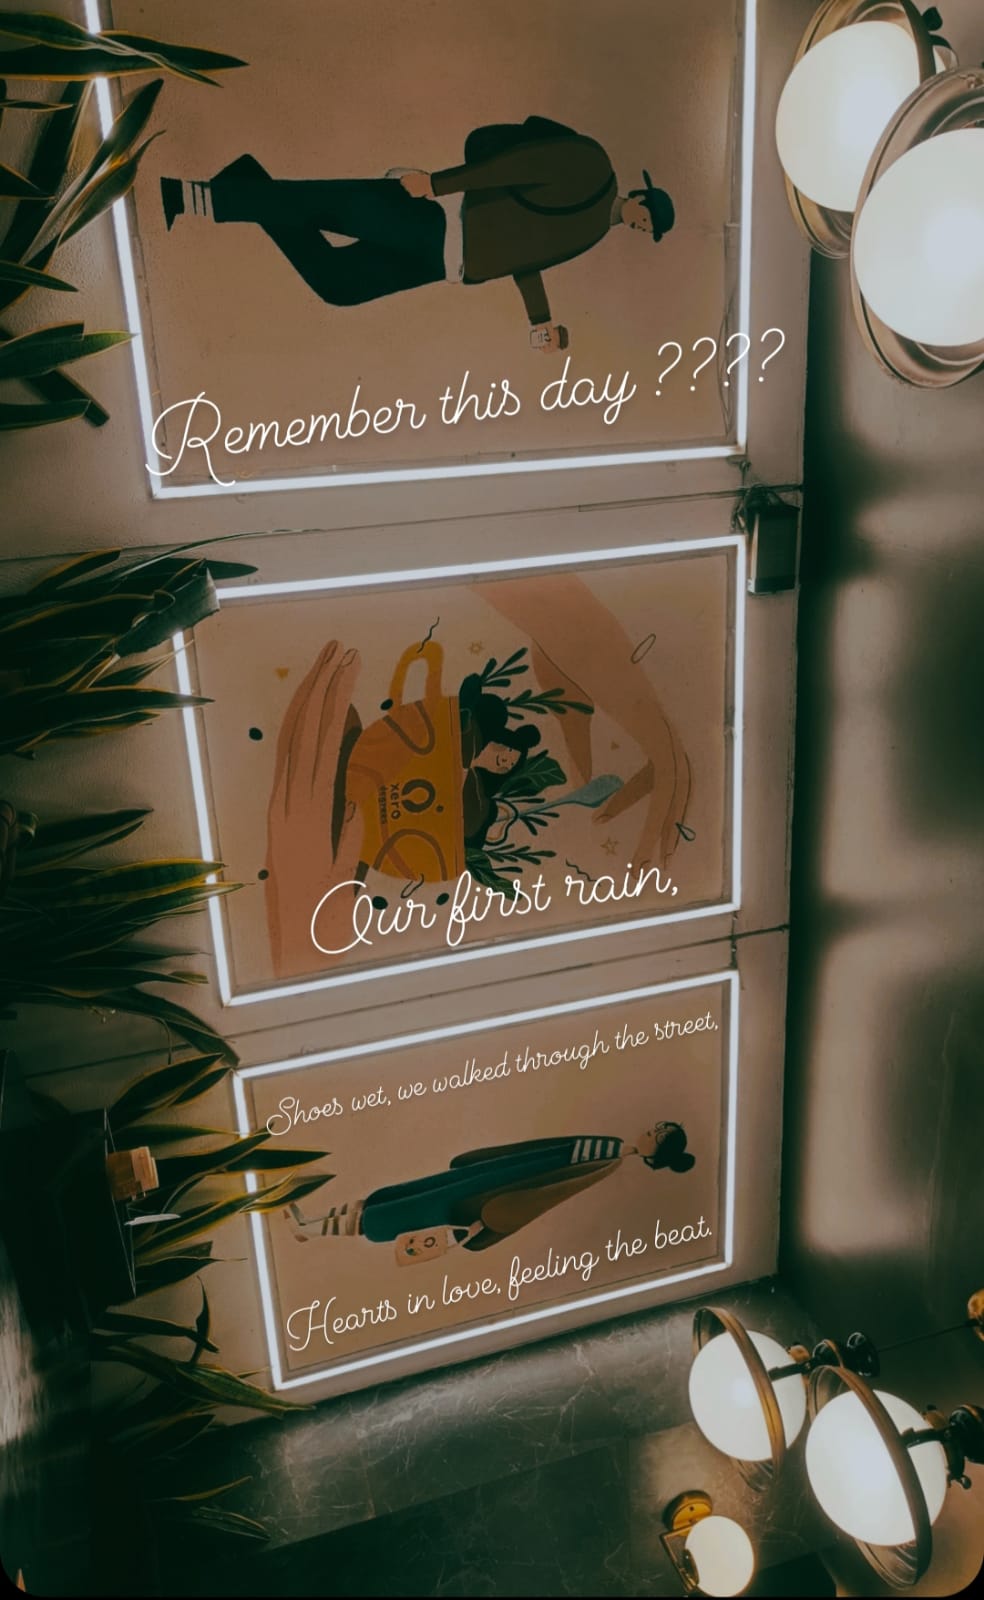 Remember this day ????
xero
degrees
Our first rain,
Shoes wet, we walked through the street,
Hearts in love, feeling the beat.